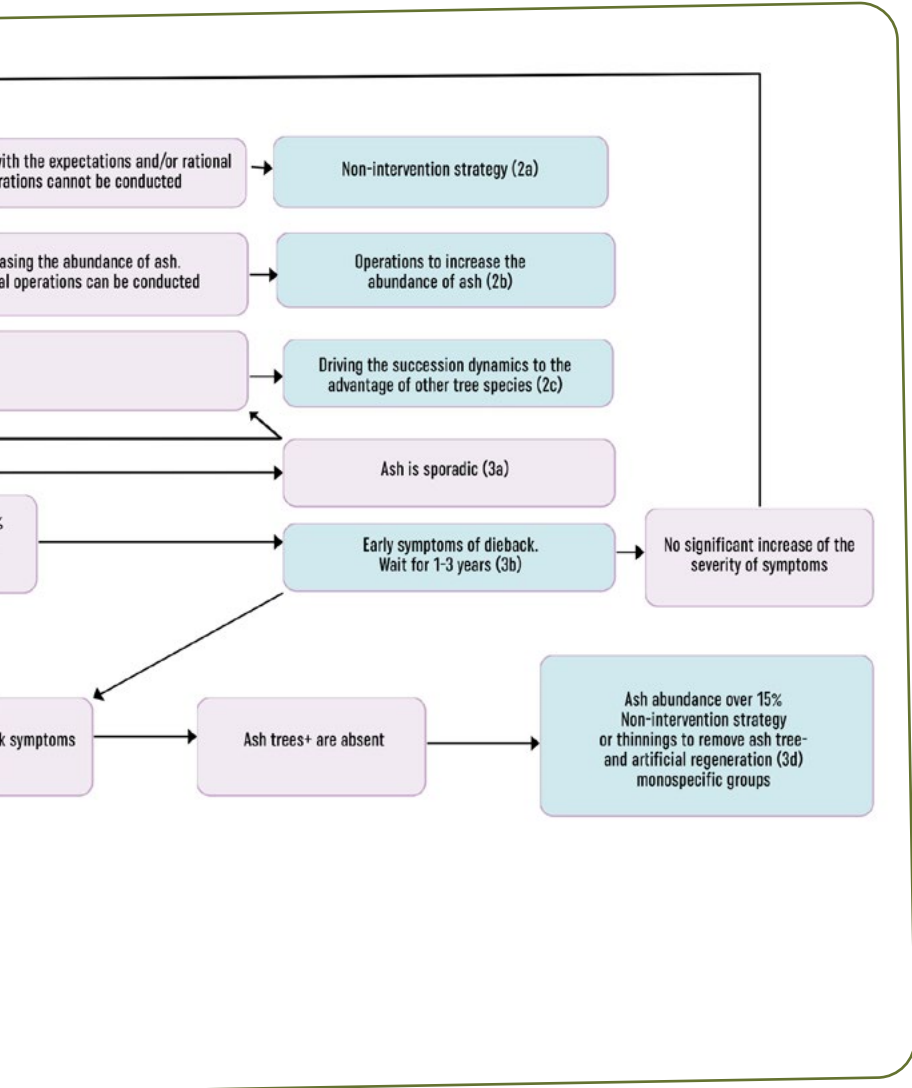 with the expectations and/or rational
cannot be conducted
Non-intervention strategy (2a)
the abundance of ash.
operations can be conducted
Operations to increase the
abundance of ash (2b)
Driving the succession dynamics to the
advantage of other tree species (2c)
Ash is sporadic (3a)
%
Early symptoms of dieback.
Wait for 1-3 years (3b)
No significant increase of the
severity of symptoms
symptoms
Ash trees+ are absent
Ash abundance over 15%
Non-intervention strategy
or thinnings to remove ash tree-
and artificial regeneration (3d)
monospecific groups